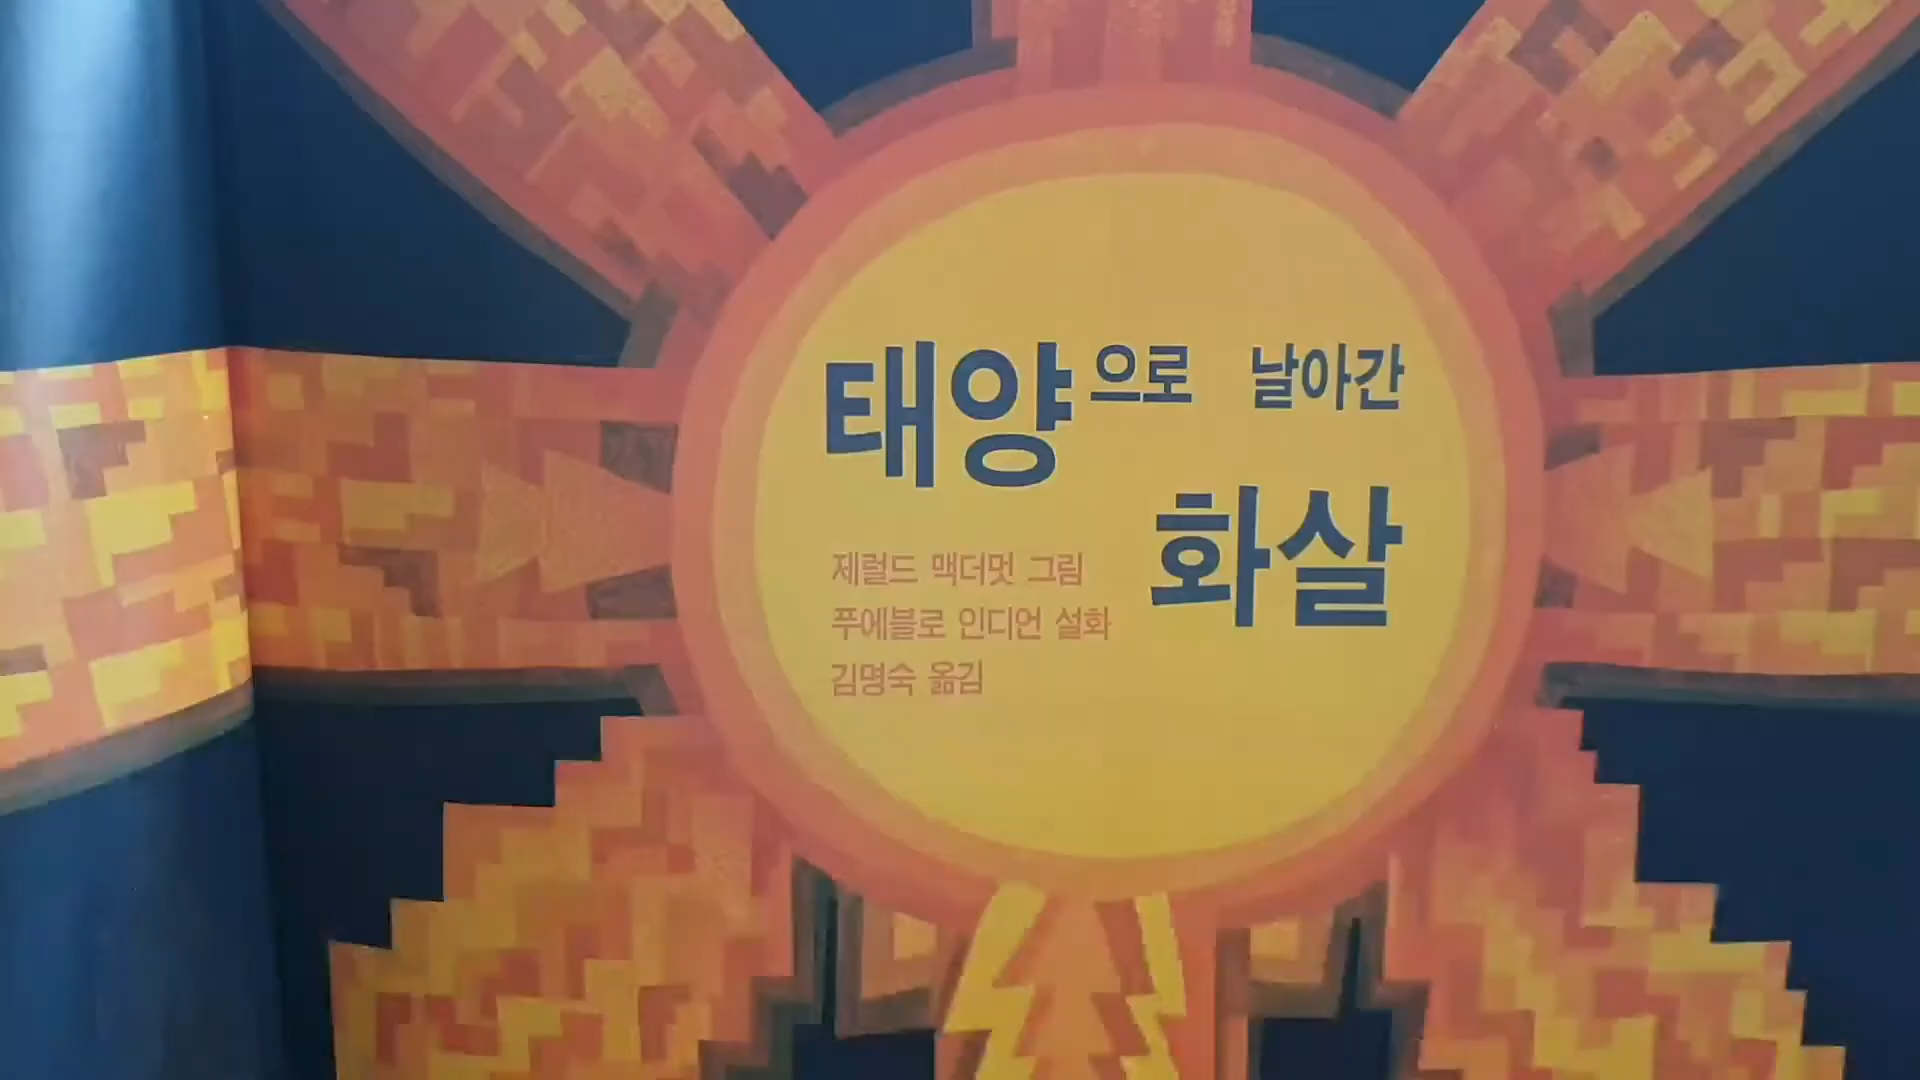 태양으로 날아간
화살
제럴드 맥더멋 그림
푸에블로 인디언 설화
김명숙 옮김